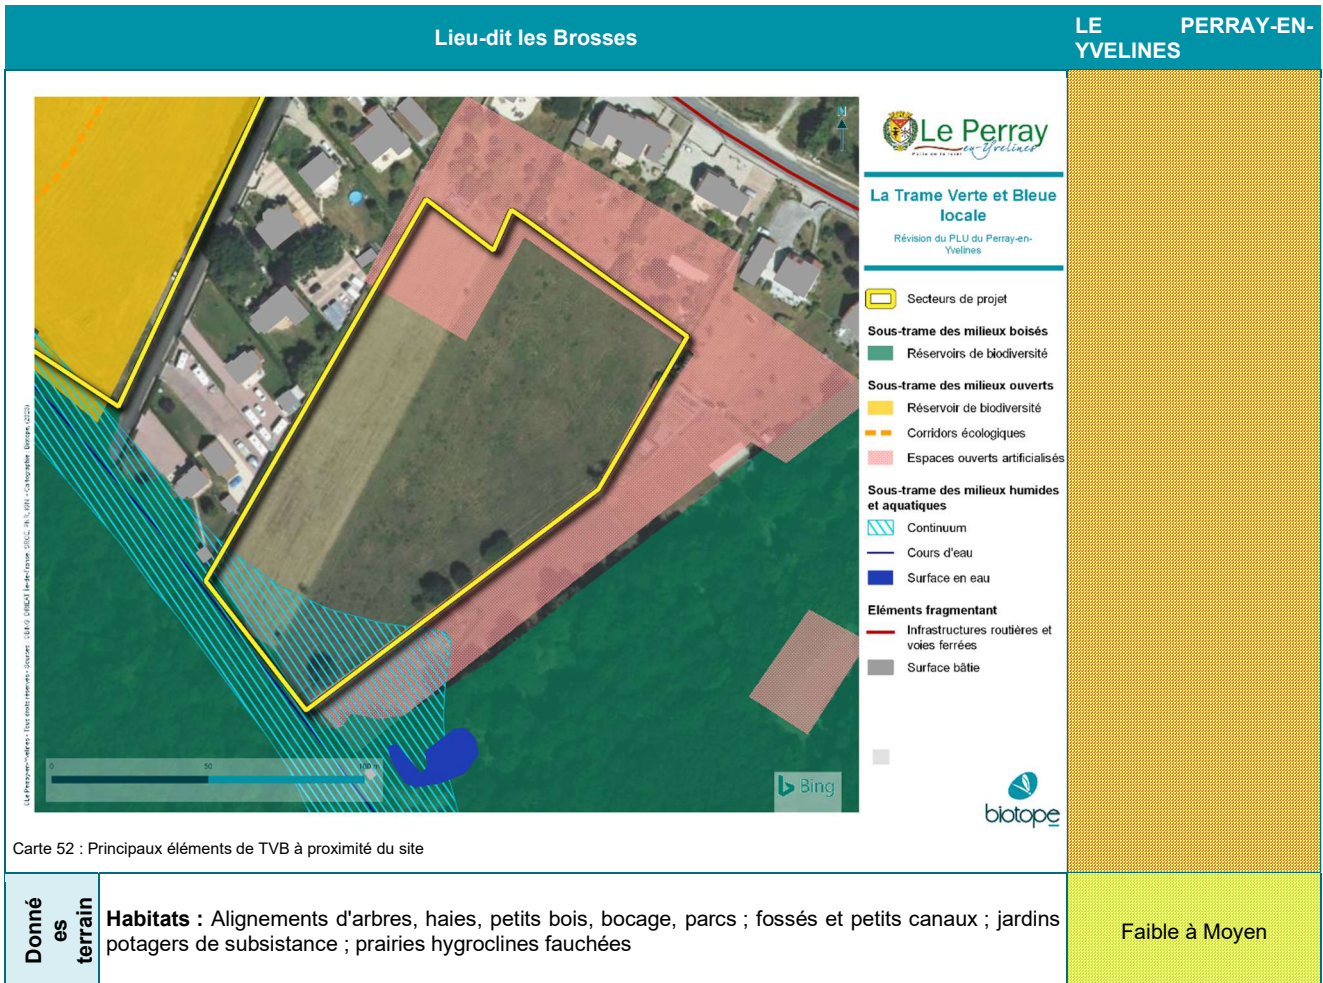 Lieu-dit les Brosses
LE PERRAY-EN-
YVELINES
N
Le Perray
en-Yvelines
La Trame Verte et Bleue
locale
Révision du PLU du Perray-en-
Yvelines
Secteurs de projet
Sous-trame des milieux boisés
Réservoirs de biodiversité
Sous-trame des milieux ouverts
Réservoir de biodiversité
Corridors écologiques
Espaces ouverts artificialisés
Sous-trame des milieux humides
et aquatiques
Continuum
Cours d'eau
Surface en eau
Eléments fragmentant
Infrastructures routières et
voies ferrées
Surface bâtie
0 50 100 m
Bing
biotope
Carte 52 : Principaux éléments de TVB à proximité du site
Donné
es
terrain
Habitats : Alignements d'arbres, haies, petits bois, bocage, parcs ; fossés et petits canaux ; jardins
potagers de subsistance ; prairies hygroclines fauchées
Faible à Moyen